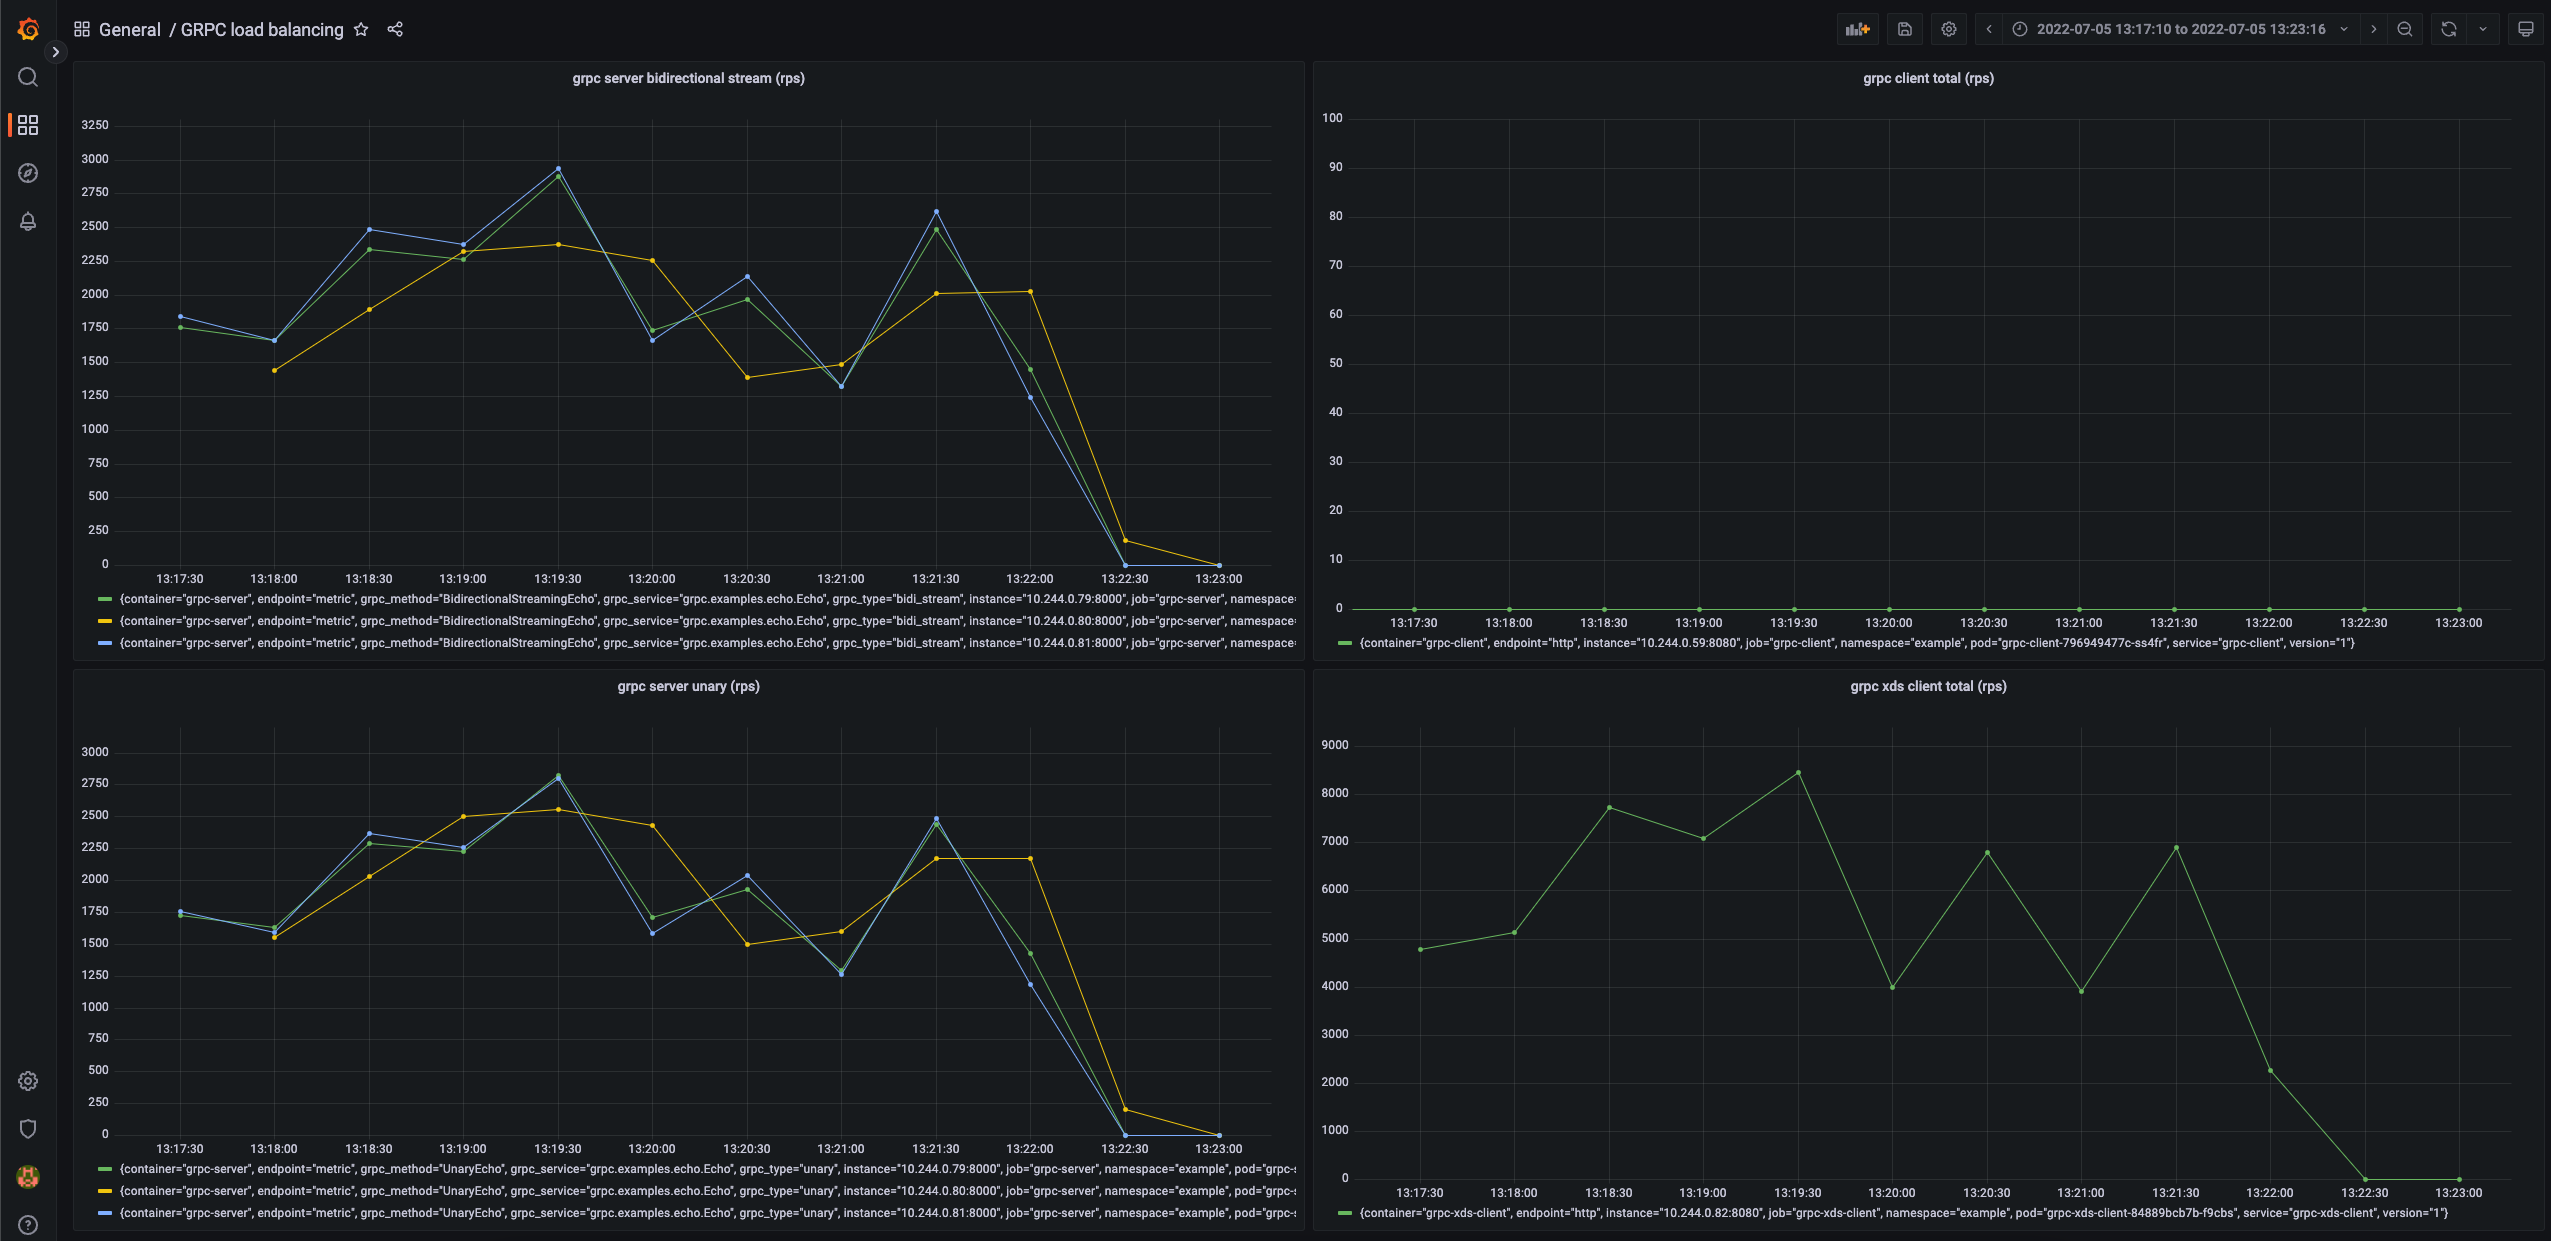 General / GRPC load balancing
2022-07-05 13:17:10 to 2022-07-05 13:23:16
grpc server bidirectional stream (rps)
3250
3000
2750
2500
2250
2000
1750
1500
1250
1000
750
500
250
0
13:17:30 13:18:00 13:18:30 13:19:00 13:19:30 13:20:00 13:20:30 13:21:00 13:21:30 13:22:00 13:22:30 13:23:00
{container="grpc-server", endpoint="metric", grpc_method="BidirectionalStreamingEcho", grpc_service="grpc.examples.echo.Echo", grpc_type="bidi_stream", instance="10.244.0.79:8000", job="grpc-server", namespace=
{container="grpc-server", endpoint="metric", grpc_method="BidirectionalStreamingEcho", grpc_service="grpc.examples.echo.Echo", grpc_type="bidi_stream", instance="10.244.0.80:8000", job="grpc-server", namespace=
{container="grpc-server", endpoint="metric", grpc_method="BidirectionalStreamingEcho", grpc_service="grpc.examples.echo.Echo", grpc_type="bidi_stream", instance="10.244.0.81:8000", job="grpc-server", namespace=
grpc client total (rps)
100
90
80
70
60
50
40
30
20
10
0
13:17:30 13:18:00 13:18:30 13:19:00 13:19:30 13:20:00 13:20:30 13:21:00 13:21:30 13:22:00 13:22:30 13:23:00
{container="grpc-client", endpoint="http", instance="10.244.0.59:8080", job="grpc-client", namespace="example", pod="grpc-client-796949477c-ss4fr", service="grpc-client", version="1"}
grpc server unary (rps)
3000
2750
2500
2250
2000
1750
1500
1250
1000
750
500
250
0
13:17:30 13:18:00 13:18:30 13:19:00 13:19:30 13:20:00 13:20:30 13:21:00 13:21:30 13:22:00 13:22:30 13:23:00
{container="grpc-server", endpoint="metric", grpc_method="UnaryEcho", grpc_service="grpc.examples.echo.Echo", grpc_type="unary", instance="10.244.0.79:8000", job="grpc-server", namespace="example", pod="grpc-s
{container="grpc-server", endpoint="metric", grpc_method="UnaryEcho", grpc_service="grpc.examples.echo.Echo", grpc_type="unary", instance="10.244.0.80:8000", job="grpc-server", namespace="example", pod="grpc-s
{container="grpc-server", endpoint="metric", grpc_method="UnaryEcho", grpc_service="grpc.examples.echo.Echo", grpc_type="unary", instance="10.244.0.81:8000", job="grpc-server", namespace="example", pod="grpc-s
grpc xds client total (rps)
9000
8000
7000
6000
5000
4000
3000
2000
1000
0
13:17:30 13:18:00 13:18:30 13:19:00 13:19:30 13:20:00 13:20:30 13:21:00 13:21:30 13:22:00 13:22:30 13:23:00
{container="grpc-xds-client", endpoint="http", instance="10.244.0.82:8080", job="grpc-xds-client", namespace="example", pod="grpc-xds-client-84889bcb7b-f9cbs", service="grpc-xds-client", version="1"}